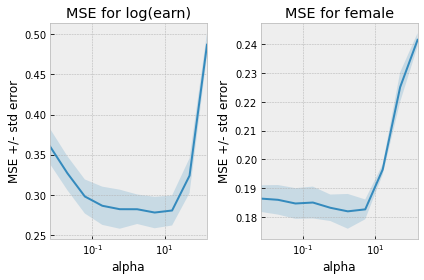 MSE for log(earn)
MSE +/- std error
0.50
0.45
0.40
0.35
0.30
0.25
10⁻¹
10¹
alpha
MSE for female
MSE +/- std error
0.24
0.23
0.22
0.21
0.20
0.19
0.18
10⁻¹
10¹
alpha